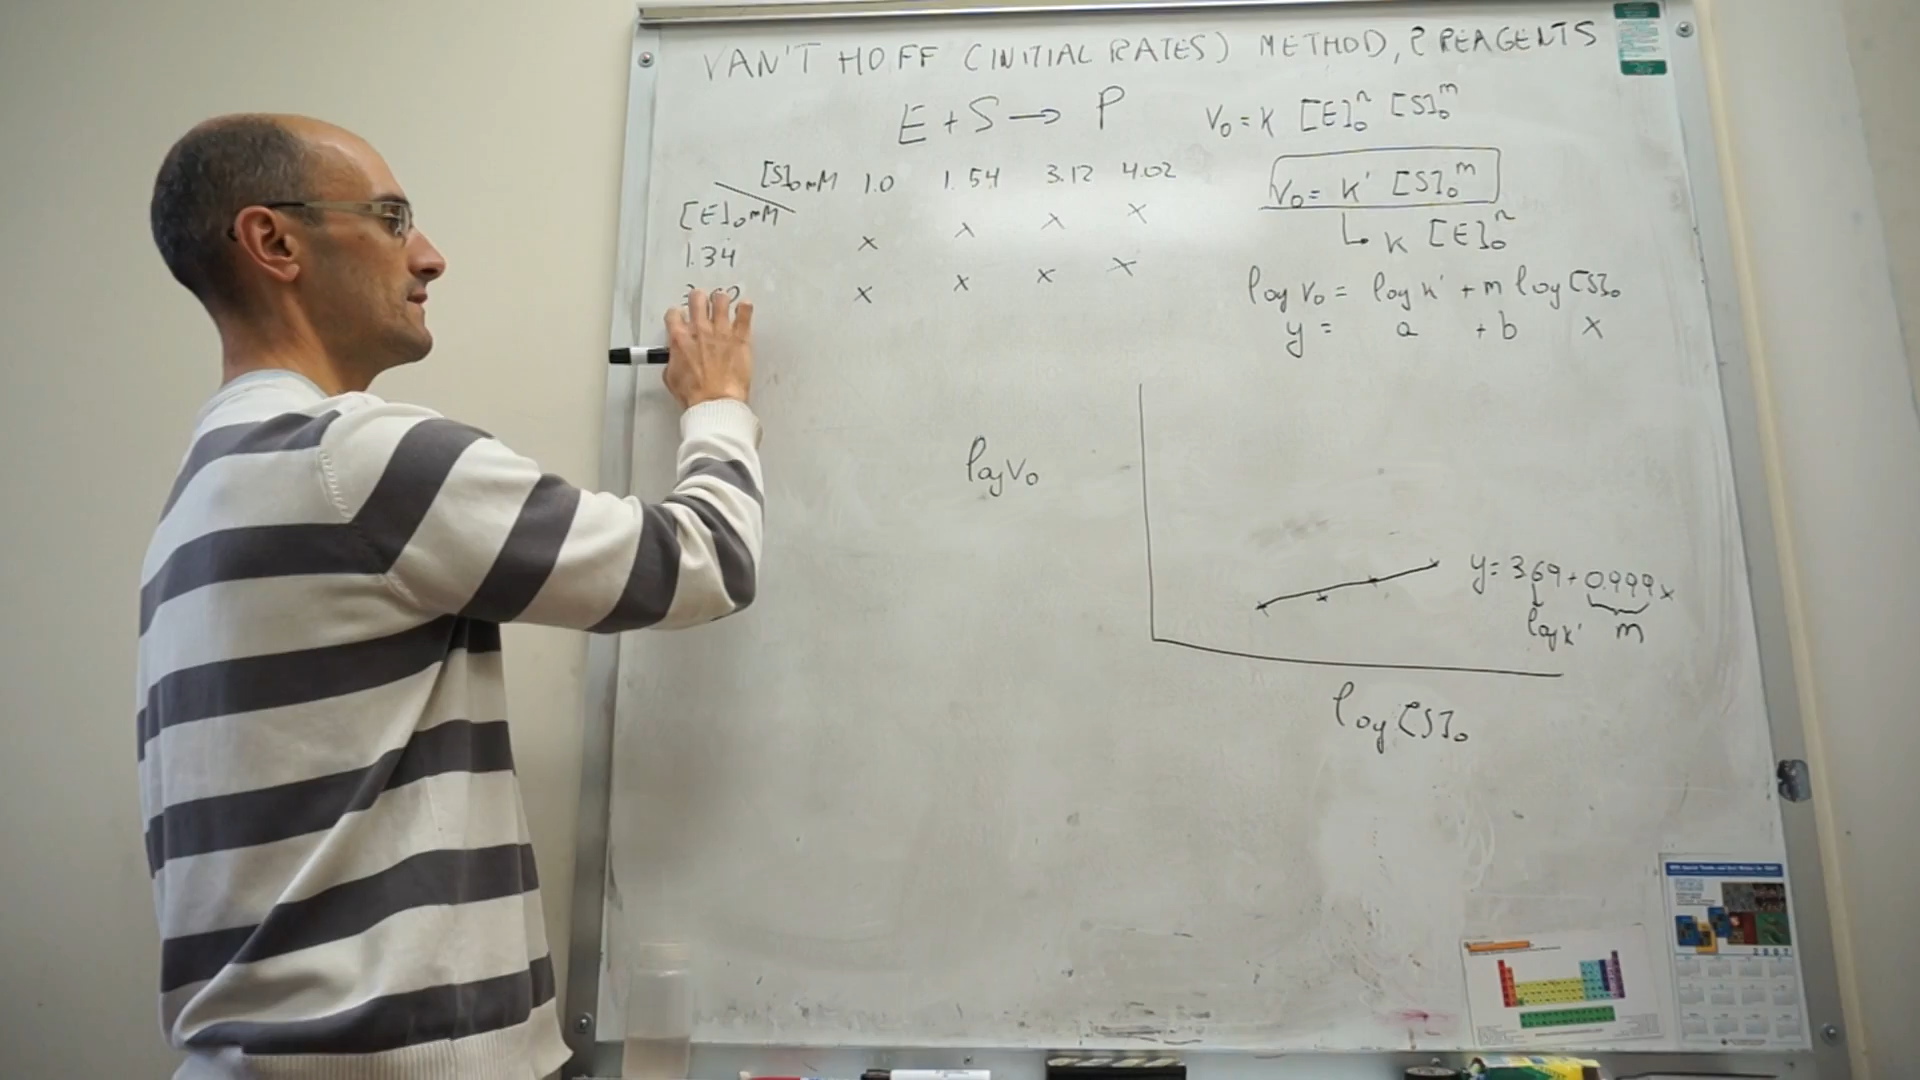 VAN'T HOFF (INITIAL RATES) METHOD, 2 REAGENTS
E + S → P
V₀ = K [E]₀ⁿ [S]₀ᵐ
[S]₀ mM 1.0 1.54 3.12 4.02
[E]₀ mM
1.34 x x x x
x x x x
V₀ = K' [S]₀ᵐ
K [E]₀ⁿ
log V₀ = log K' + m log [S]₀
y = a + b x
log V₀
y = 3.69 + 0.999 x
log K' m
log [S]₀
2007